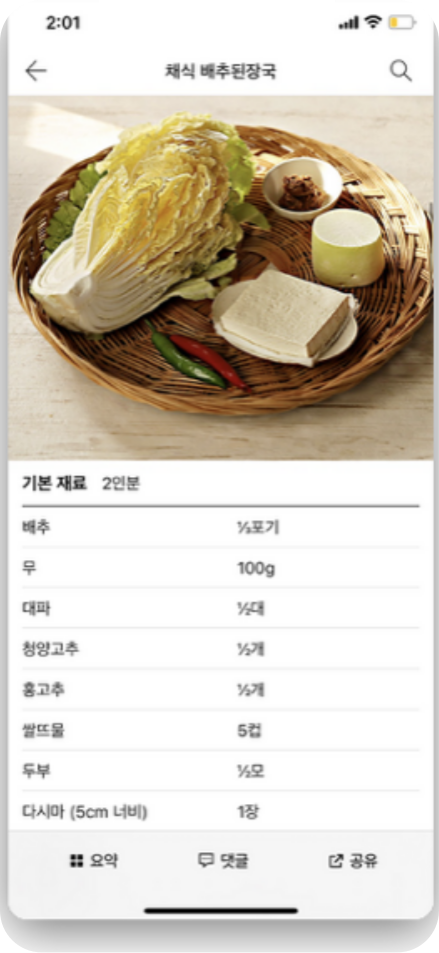 2:01
채식 배추된장국
기본 재료 2인분
배추 ⅓포기
무 100g
대파 ½대
청양고추 ½개
홍고추 ½개
쌀뜨물 5컵
두부 ½모
다시마 (5cm 너비) 1장
요약 댓글 공유